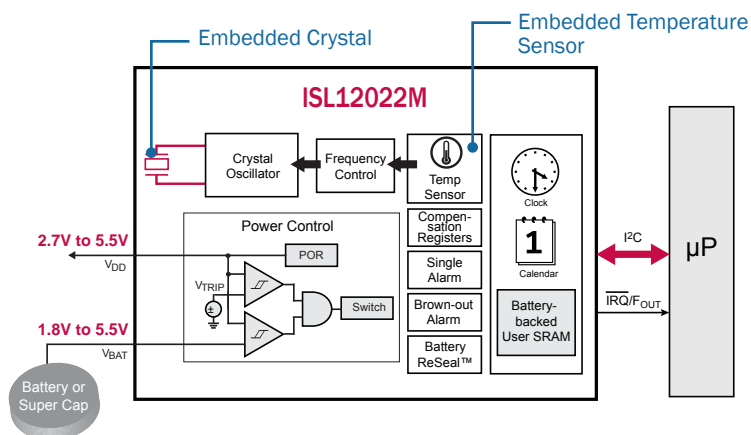 Embedded Crystal
Embedded Temperature
Sensor
ISL12022M
Crystal
Oscillator
Frequency
Control
Temp
Sensor
Clock
1
Calendar
Battery-
backed
User SRAM
Compen-
sation
Registers
Single
Alarm
Brown-out
Alarm
Battery
ReSeal™
Power Control
POR
VTRIP
±
Switch
2.7V to 5.5V
VDD
1.8V to 5.5V
VBAT
Battery or
Super Cap
I²C
IRQ/FOUT
µP